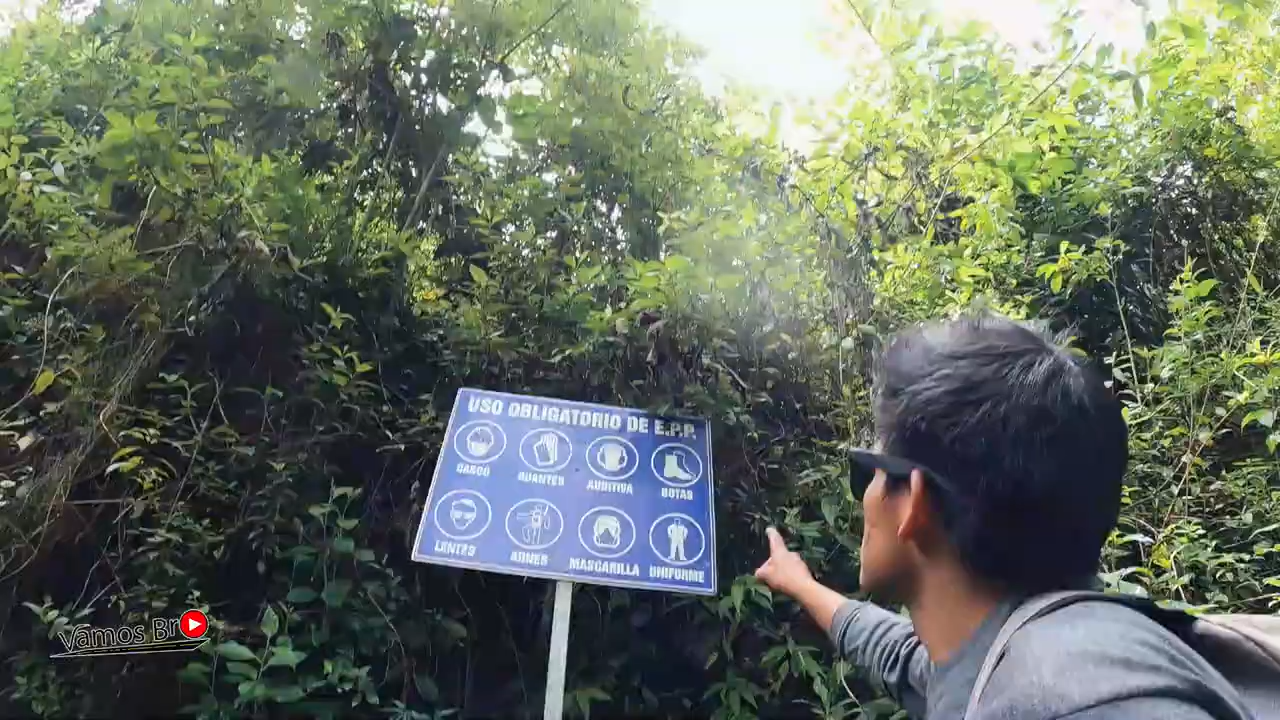 USO OBLIGATORIO DE E.P.P.
CASCO GUANTES AUDITIVA BOTAS
LENTES ARNES MASCARILLA UNIFORME
Vamos Bro